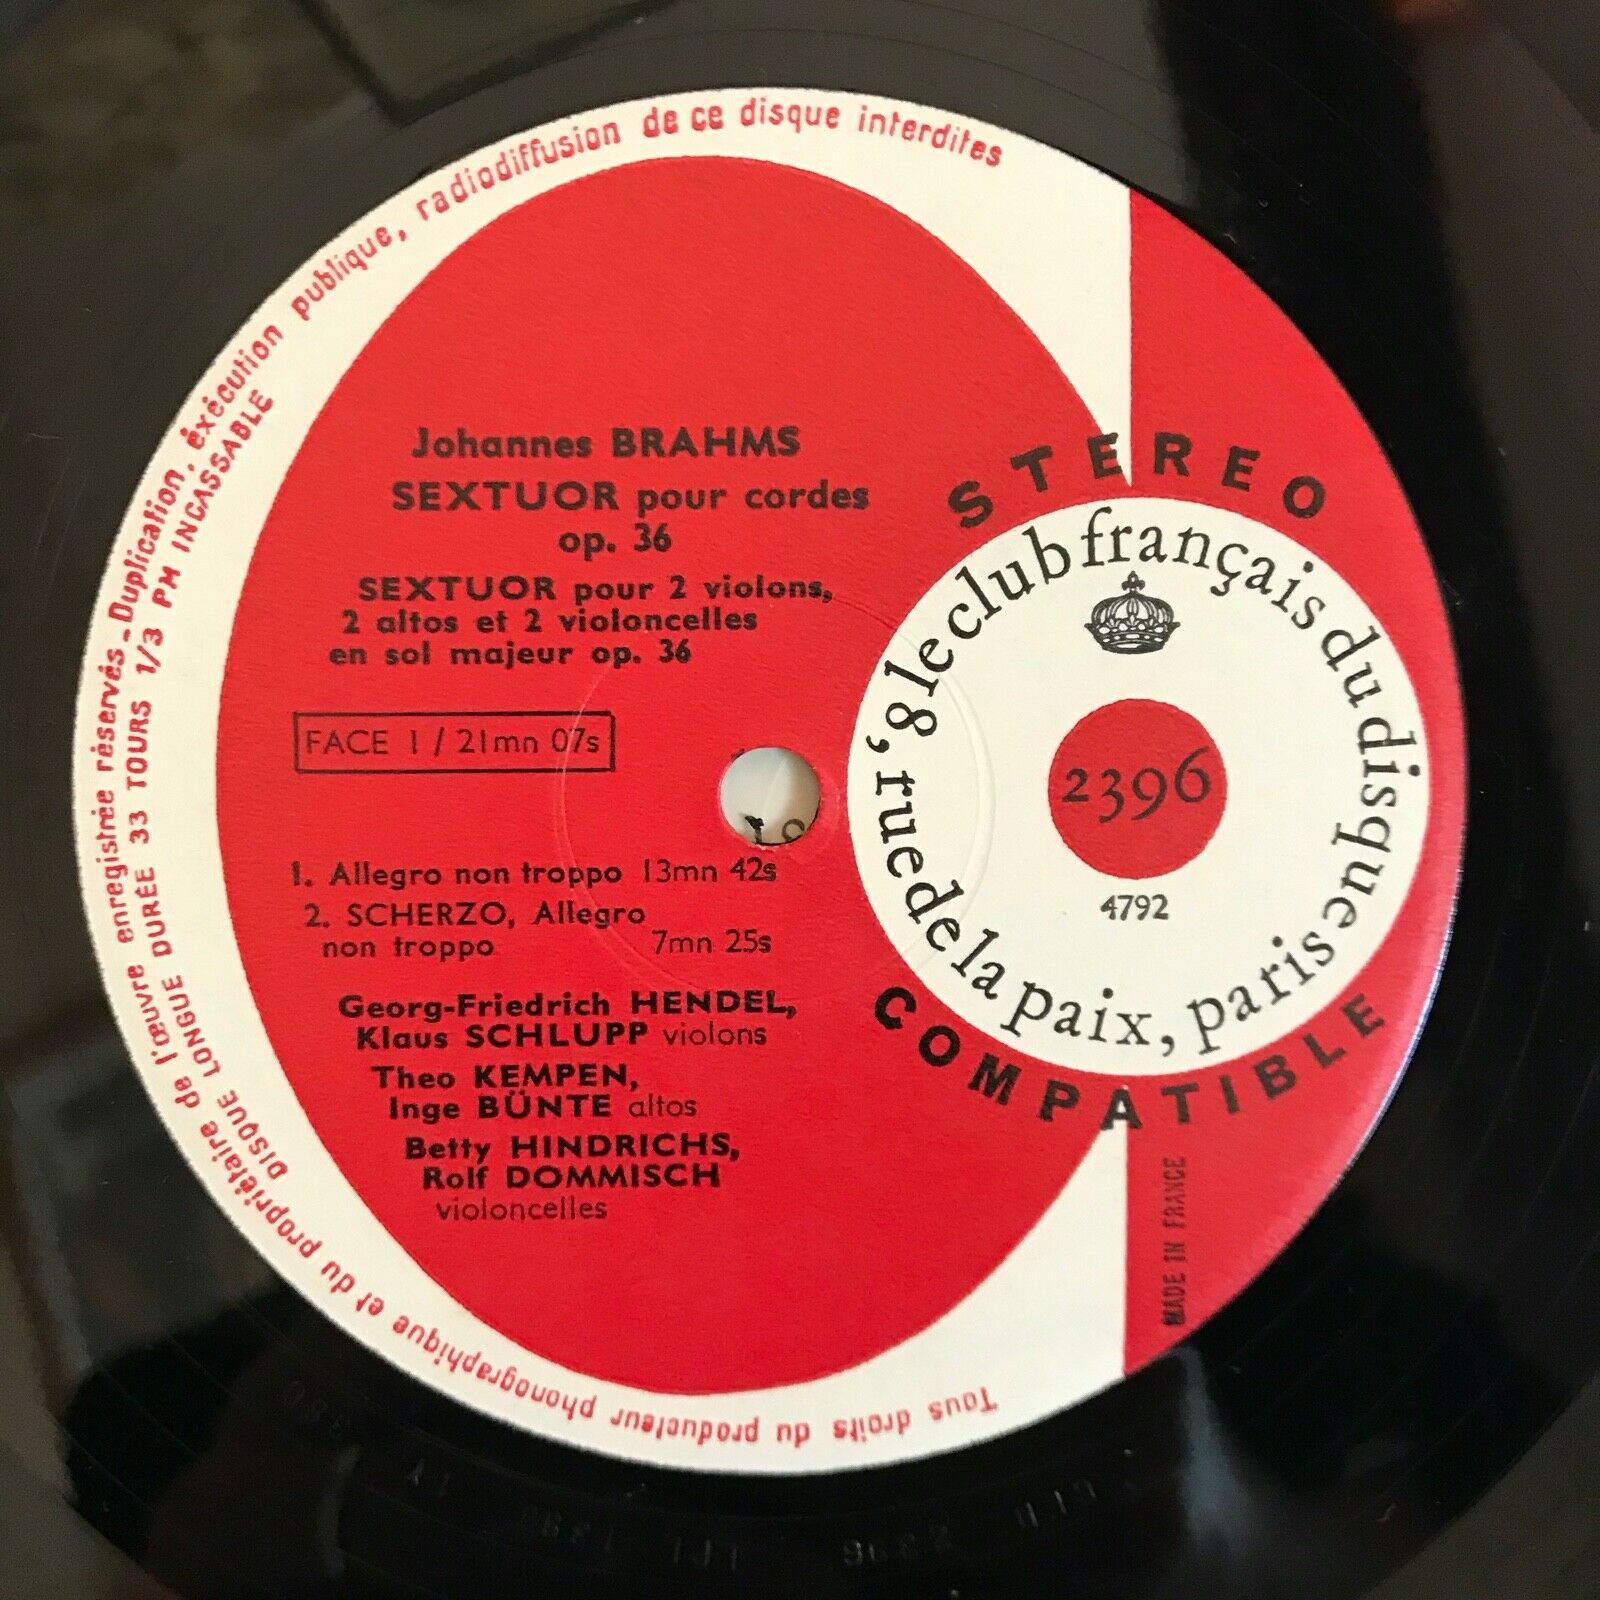 Johannes BRAHMS
SEXTUOR pour cordes
op. 36
SEXTUOR pour 2 violons,
2 altos et 2 violoncelles
en sol majeur op. 36
FACE 1 / 21mn 07s
1. Allegro non troppo 13mn 42s
2. SCHERZO, Allegro
non troppo 7mn 25s
Georg-Friedrich HENDEL,
Klaus SCHLUPP violons
Theo KEMPEN,
Inge BÜNTE altos
Betty HINDRICHS,
Rolf DOMMISCH
violoncelles
STEREO
le club français du disque
8, rue de la paix, paris
2396
4792
COMPATIBLE
MADE IN FRANCE
Tous droits du producteur phonographique et du propriétaire de l'œuvre enregistrée réservés - Duplication, éxécution publique, radiodiffusion de ce disque interdites
DISQUE LONGUE DURÉE 33 TOURS 1/3 PM INCASSABLE